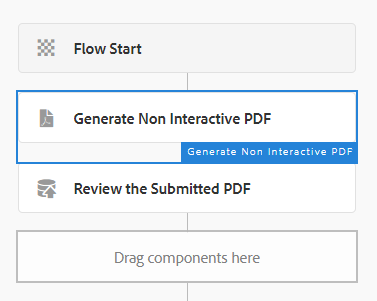 Flow Start
Generate Non Interactive PDF
Generate Non Interactive PDF
Review the Submitted PDF
Drag components here